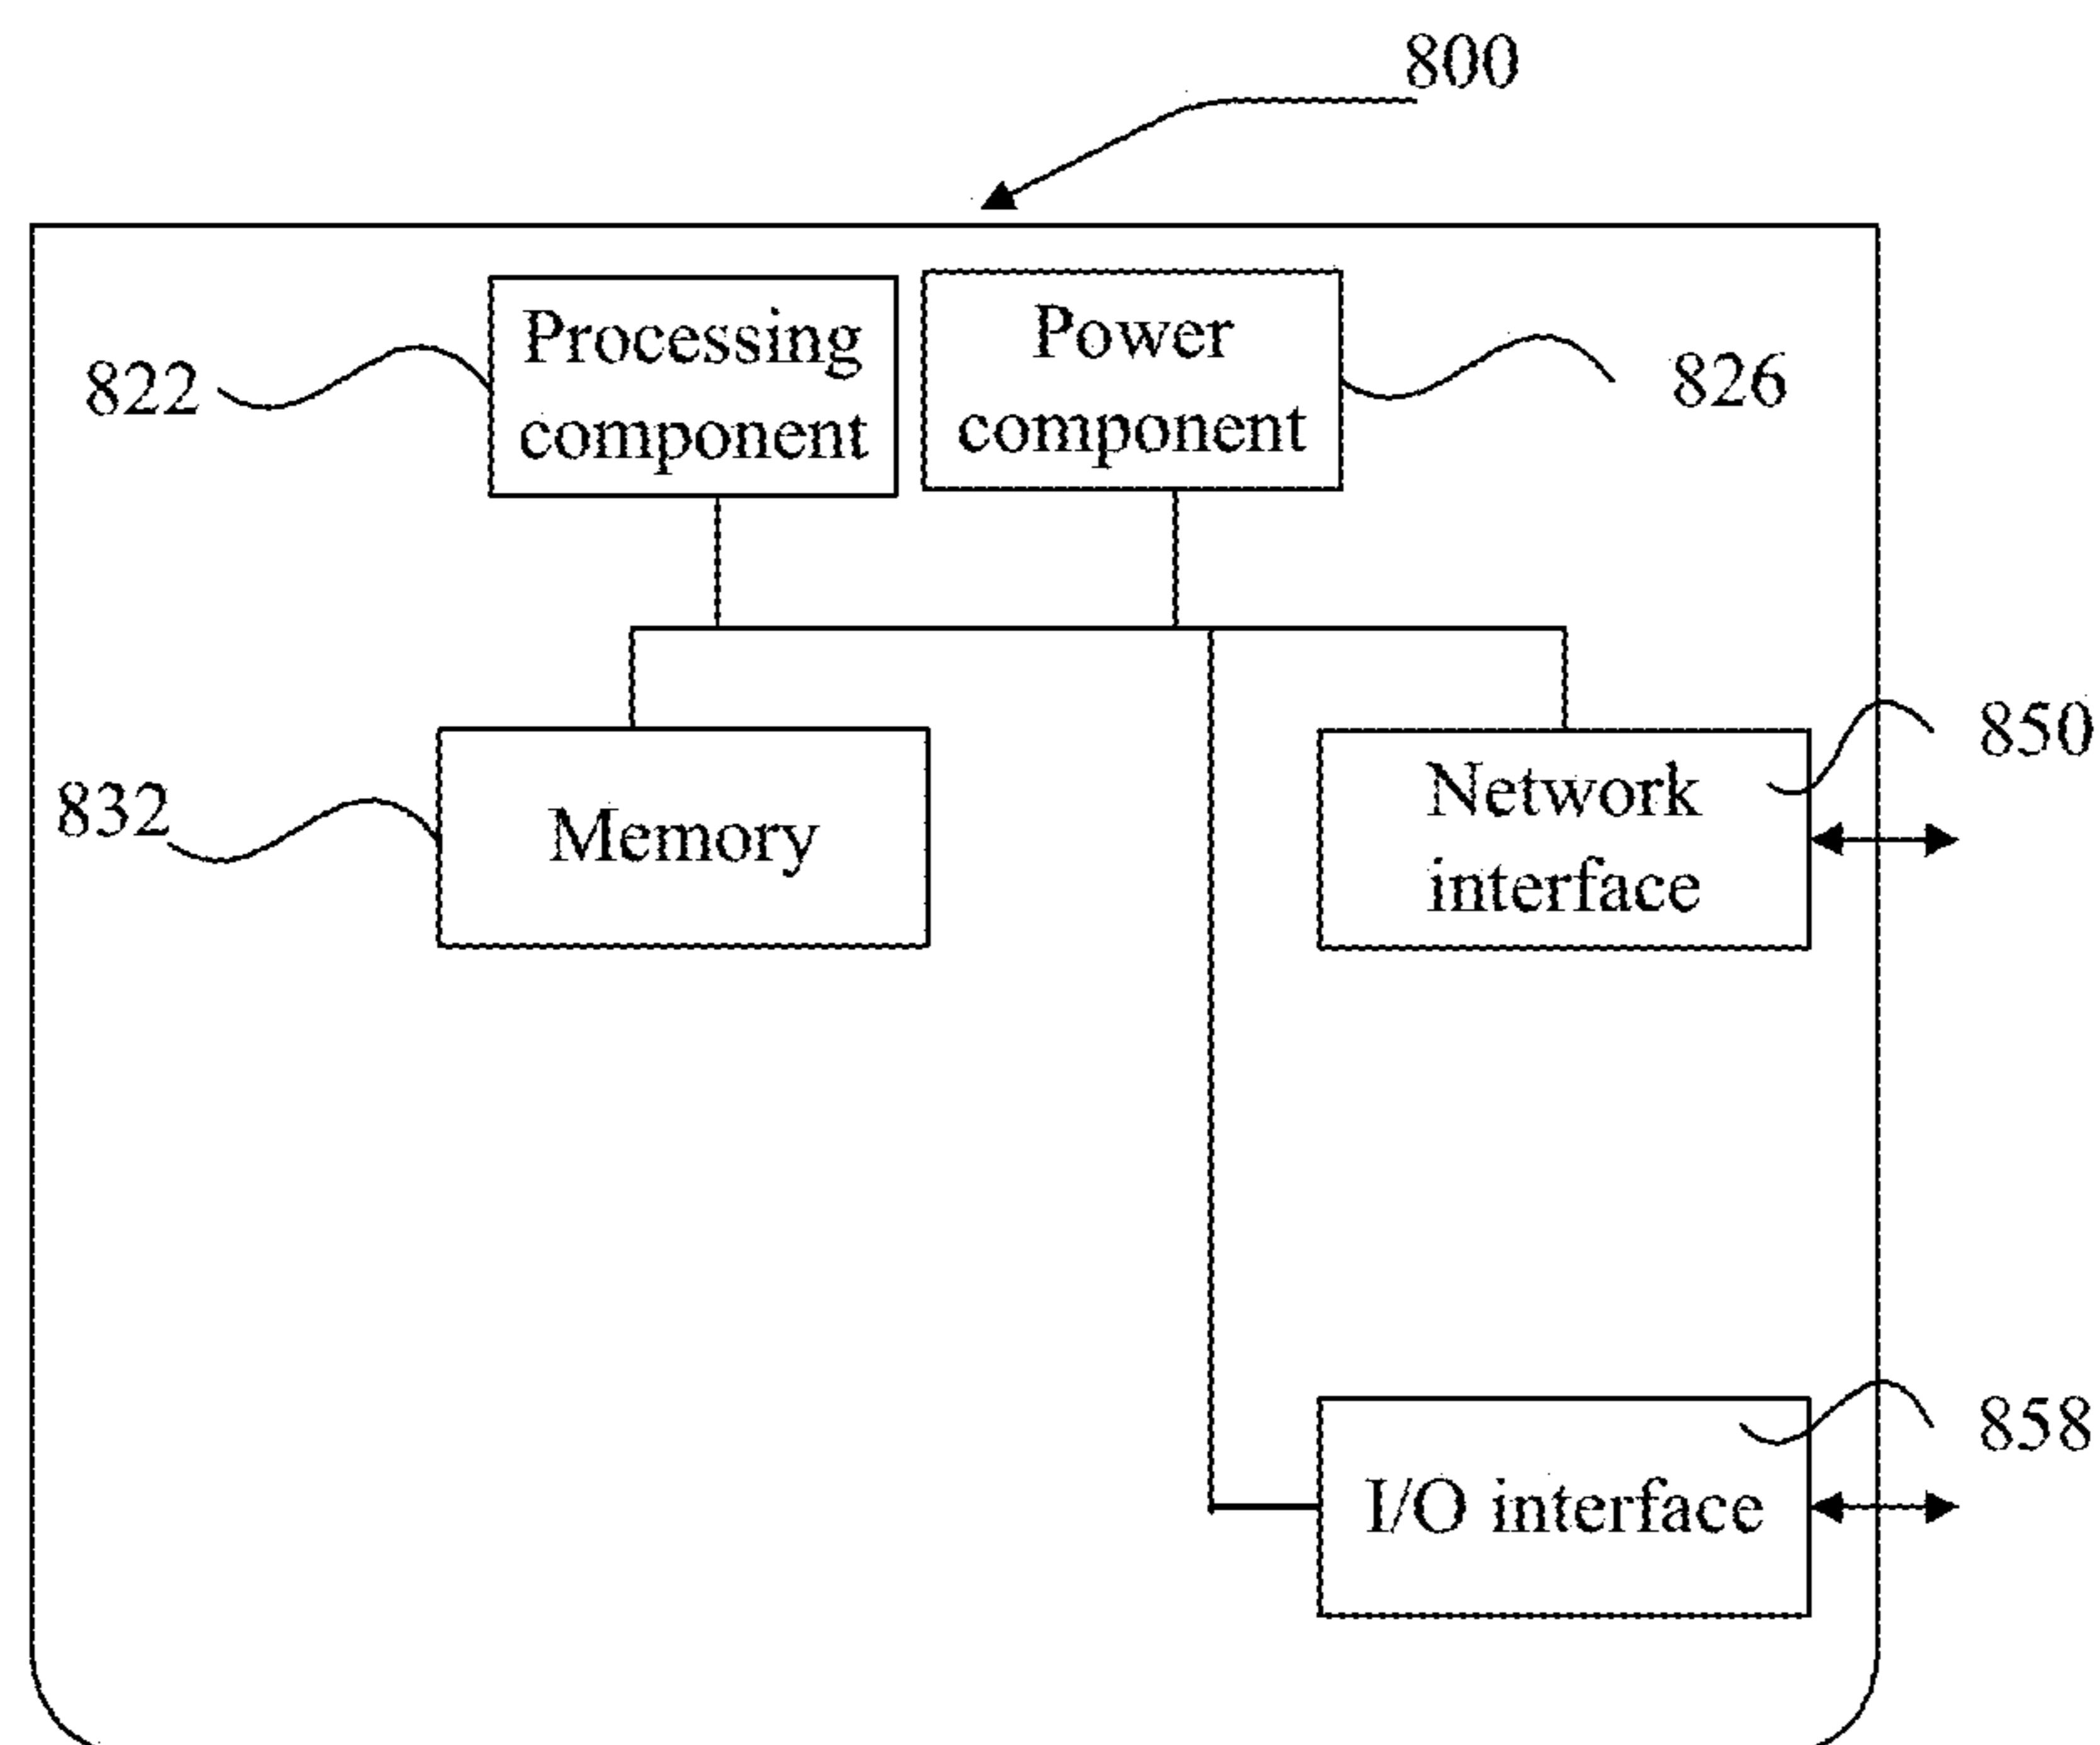 800
Processing
component
Power
component
822
826
Memory
832
Network
interface
850
I/O interface
858